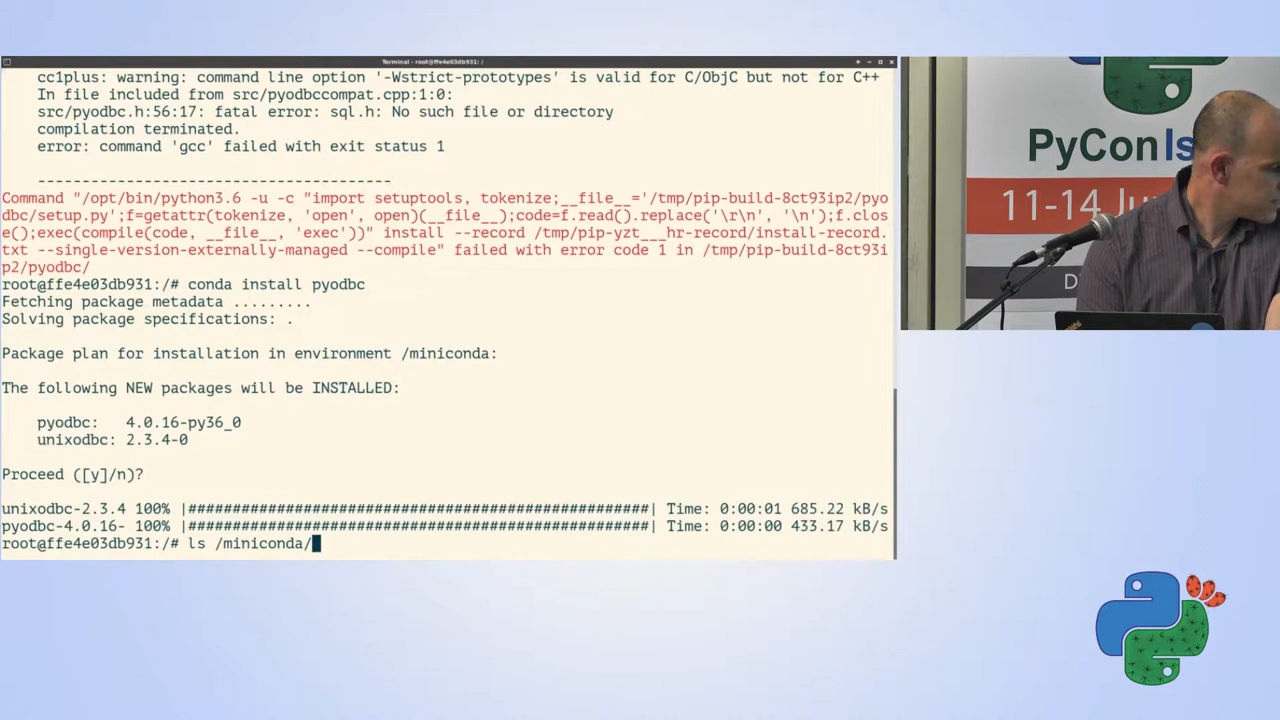 Terminal - root@ffe4e03db931: /
cc1plus: warning: command line option '-Wstrict-prototypes' is valid for C/ObjC but not for C++
In file included from src/pyodbccompat.cpp:1:0:
src/pyodbc.h:56:17: fatal error: sql.h: No such file or directory
compilation terminated.
error: command 'gcc' failed with exit status 1
----------------------------------------
Command "/opt/bin/python3.6 -u -c "import setuptools, tokenize;__file__='/tmp/pip-build-8ct93ip2/pyo
dbc/setup.py';f=getattr(tokenize, 'open', open)(__file__);code=f.read().replace('\r\n', '\n');f.clos
e();exec(compile(code, __file__, 'exec'))" install --record /tmp/pip-yzt___hr-record/install-record.
txt --single-version-externally-managed --compile" failed with error code 1 in /tmp/pip-build-8ct93i
p2/pyodbc/
root@ffe4e03db931:/# conda install pyodbc
Fetching package metadata .........
Solving package specifications: .
Package plan for installation in environment /miniconda:
The following NEW packages will be INSTALLED:
pyodbc: 4.0.16-py36_0
unixodbc: 2.3.4-0
Proceed ([y]/n)?
unixodbc-2.3.4 100% |####################################################| Time: 0:00:01 685.22 kB/s
pyodbc-4.0.16- 100% |####################################################| Time: 0:00:00 433.17 kB/s
root@ffe4e03db931:/# ls /miniconda/
PyConIs
11-14 Ju
D